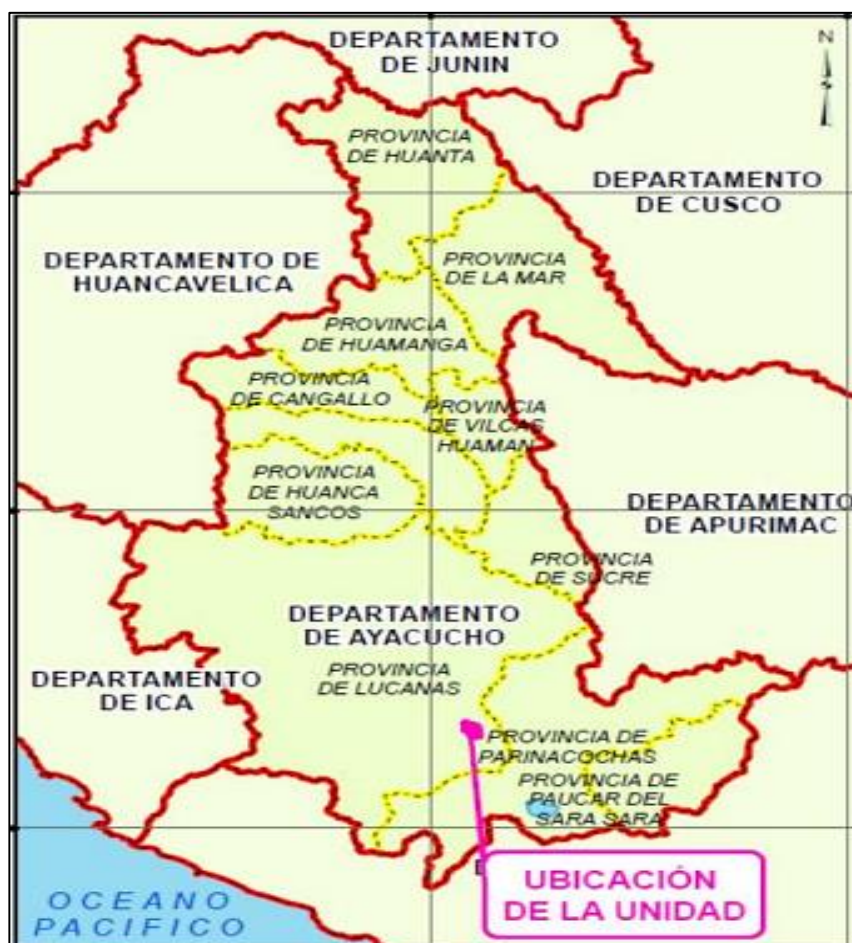 DEPARTAMENTO
DE JUNIN
N
PROVINCIA
DE HUANTA
DEPARTAMENTO
DE CUSCO
DEPARTAMENTO DE
HUANCAVELICA
PROVINCIA
DE LA MAR
PROVINCIA
DE HUAMANGA
PROVINCIA
DE CANGALLO
PROVINCIA
DE VILCAS
HUAMAN
PROVINCIA
DE HUANCA
SANCOS
DEPARTAMENTO
DE APURIMAC
PROVINCIA
DE SUCRE
DEPARTAMENTO
DE AYACUCHO
PROVINCIA
DE LUCANAS
DEPARTAMENTO
DE ICA
PROVINCIA DE
PARINACOCHAS
PROVINCIA DE
PAUCAR DEL
SARA SARA
UBICACIÓN
DE LA UNIDAD
OCEANO
PACIFICO